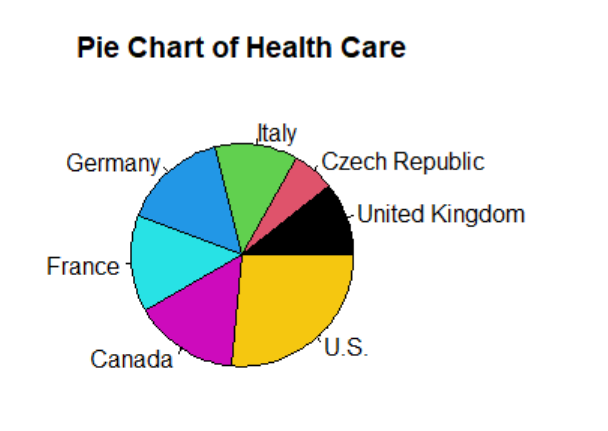 Pie Chart of Health Care
Italy
Germany
Czech Republic
United Kingdom
France
U.S.
Canada